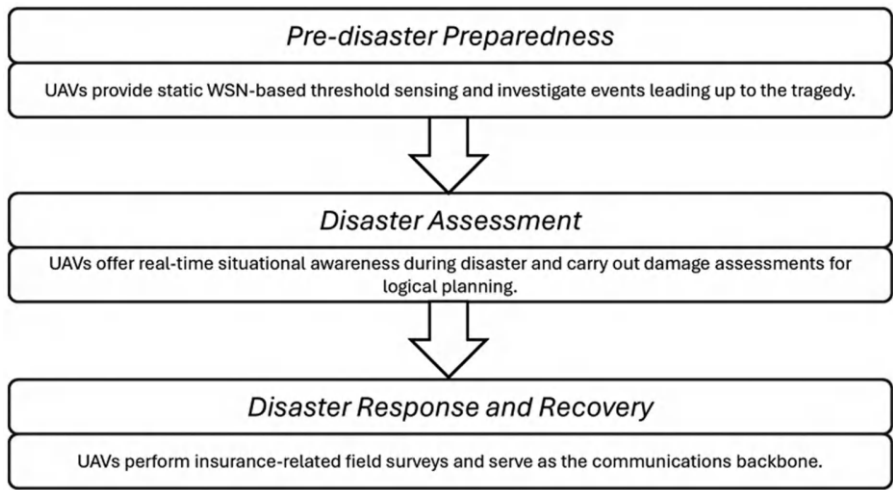 Pre-disaster Preparedness
UAVs provide static WSN-based threshold sensing and investigate events leading up to the tragedy.
Disaster Assessment
UAVs offer real-time situational awareness during disaster and carry out damage assessments for
logical planning.
Disaster Response and Recovery
UAVs perform insurance-related field surveys and serve as the communications backbone.